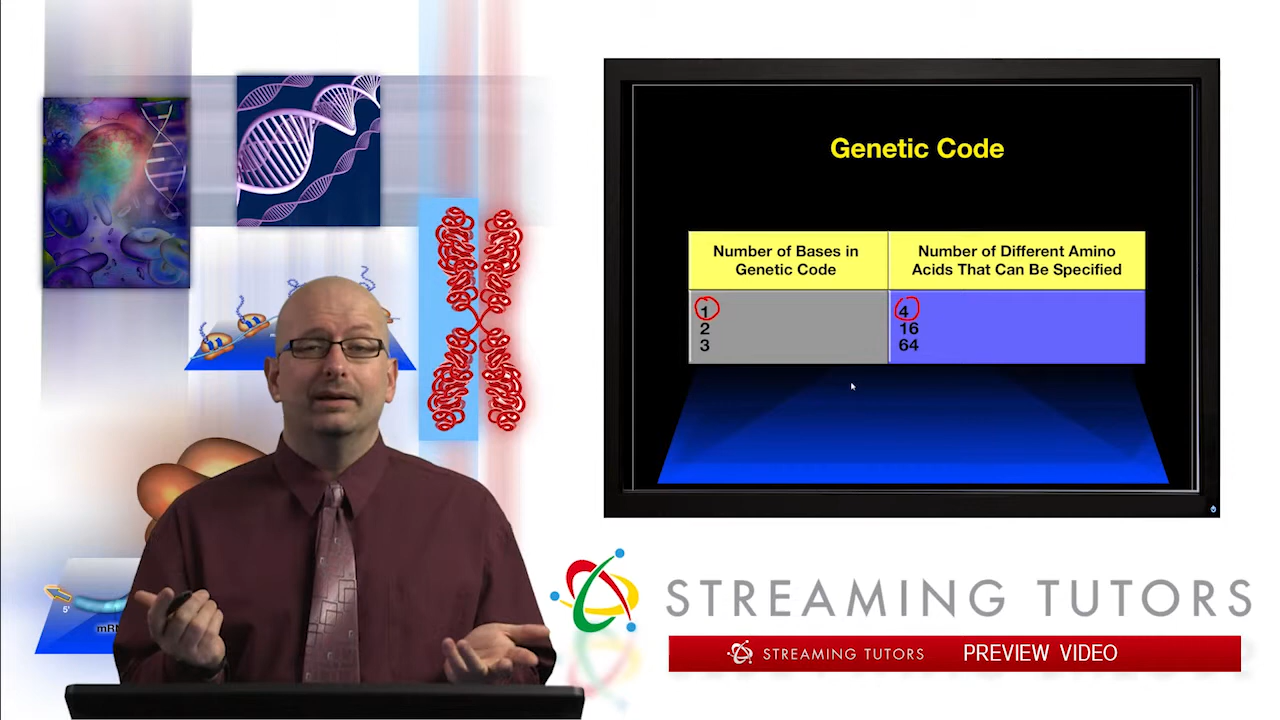 Genetic Code
Number of Bases in
Genetic Code
Number of Different Amino
Acids That Can Be Specified
1
4
2
16
3
64
5'
STREAMING TUTORS
STREAMING TUTORS
PREVIEW VIDEO